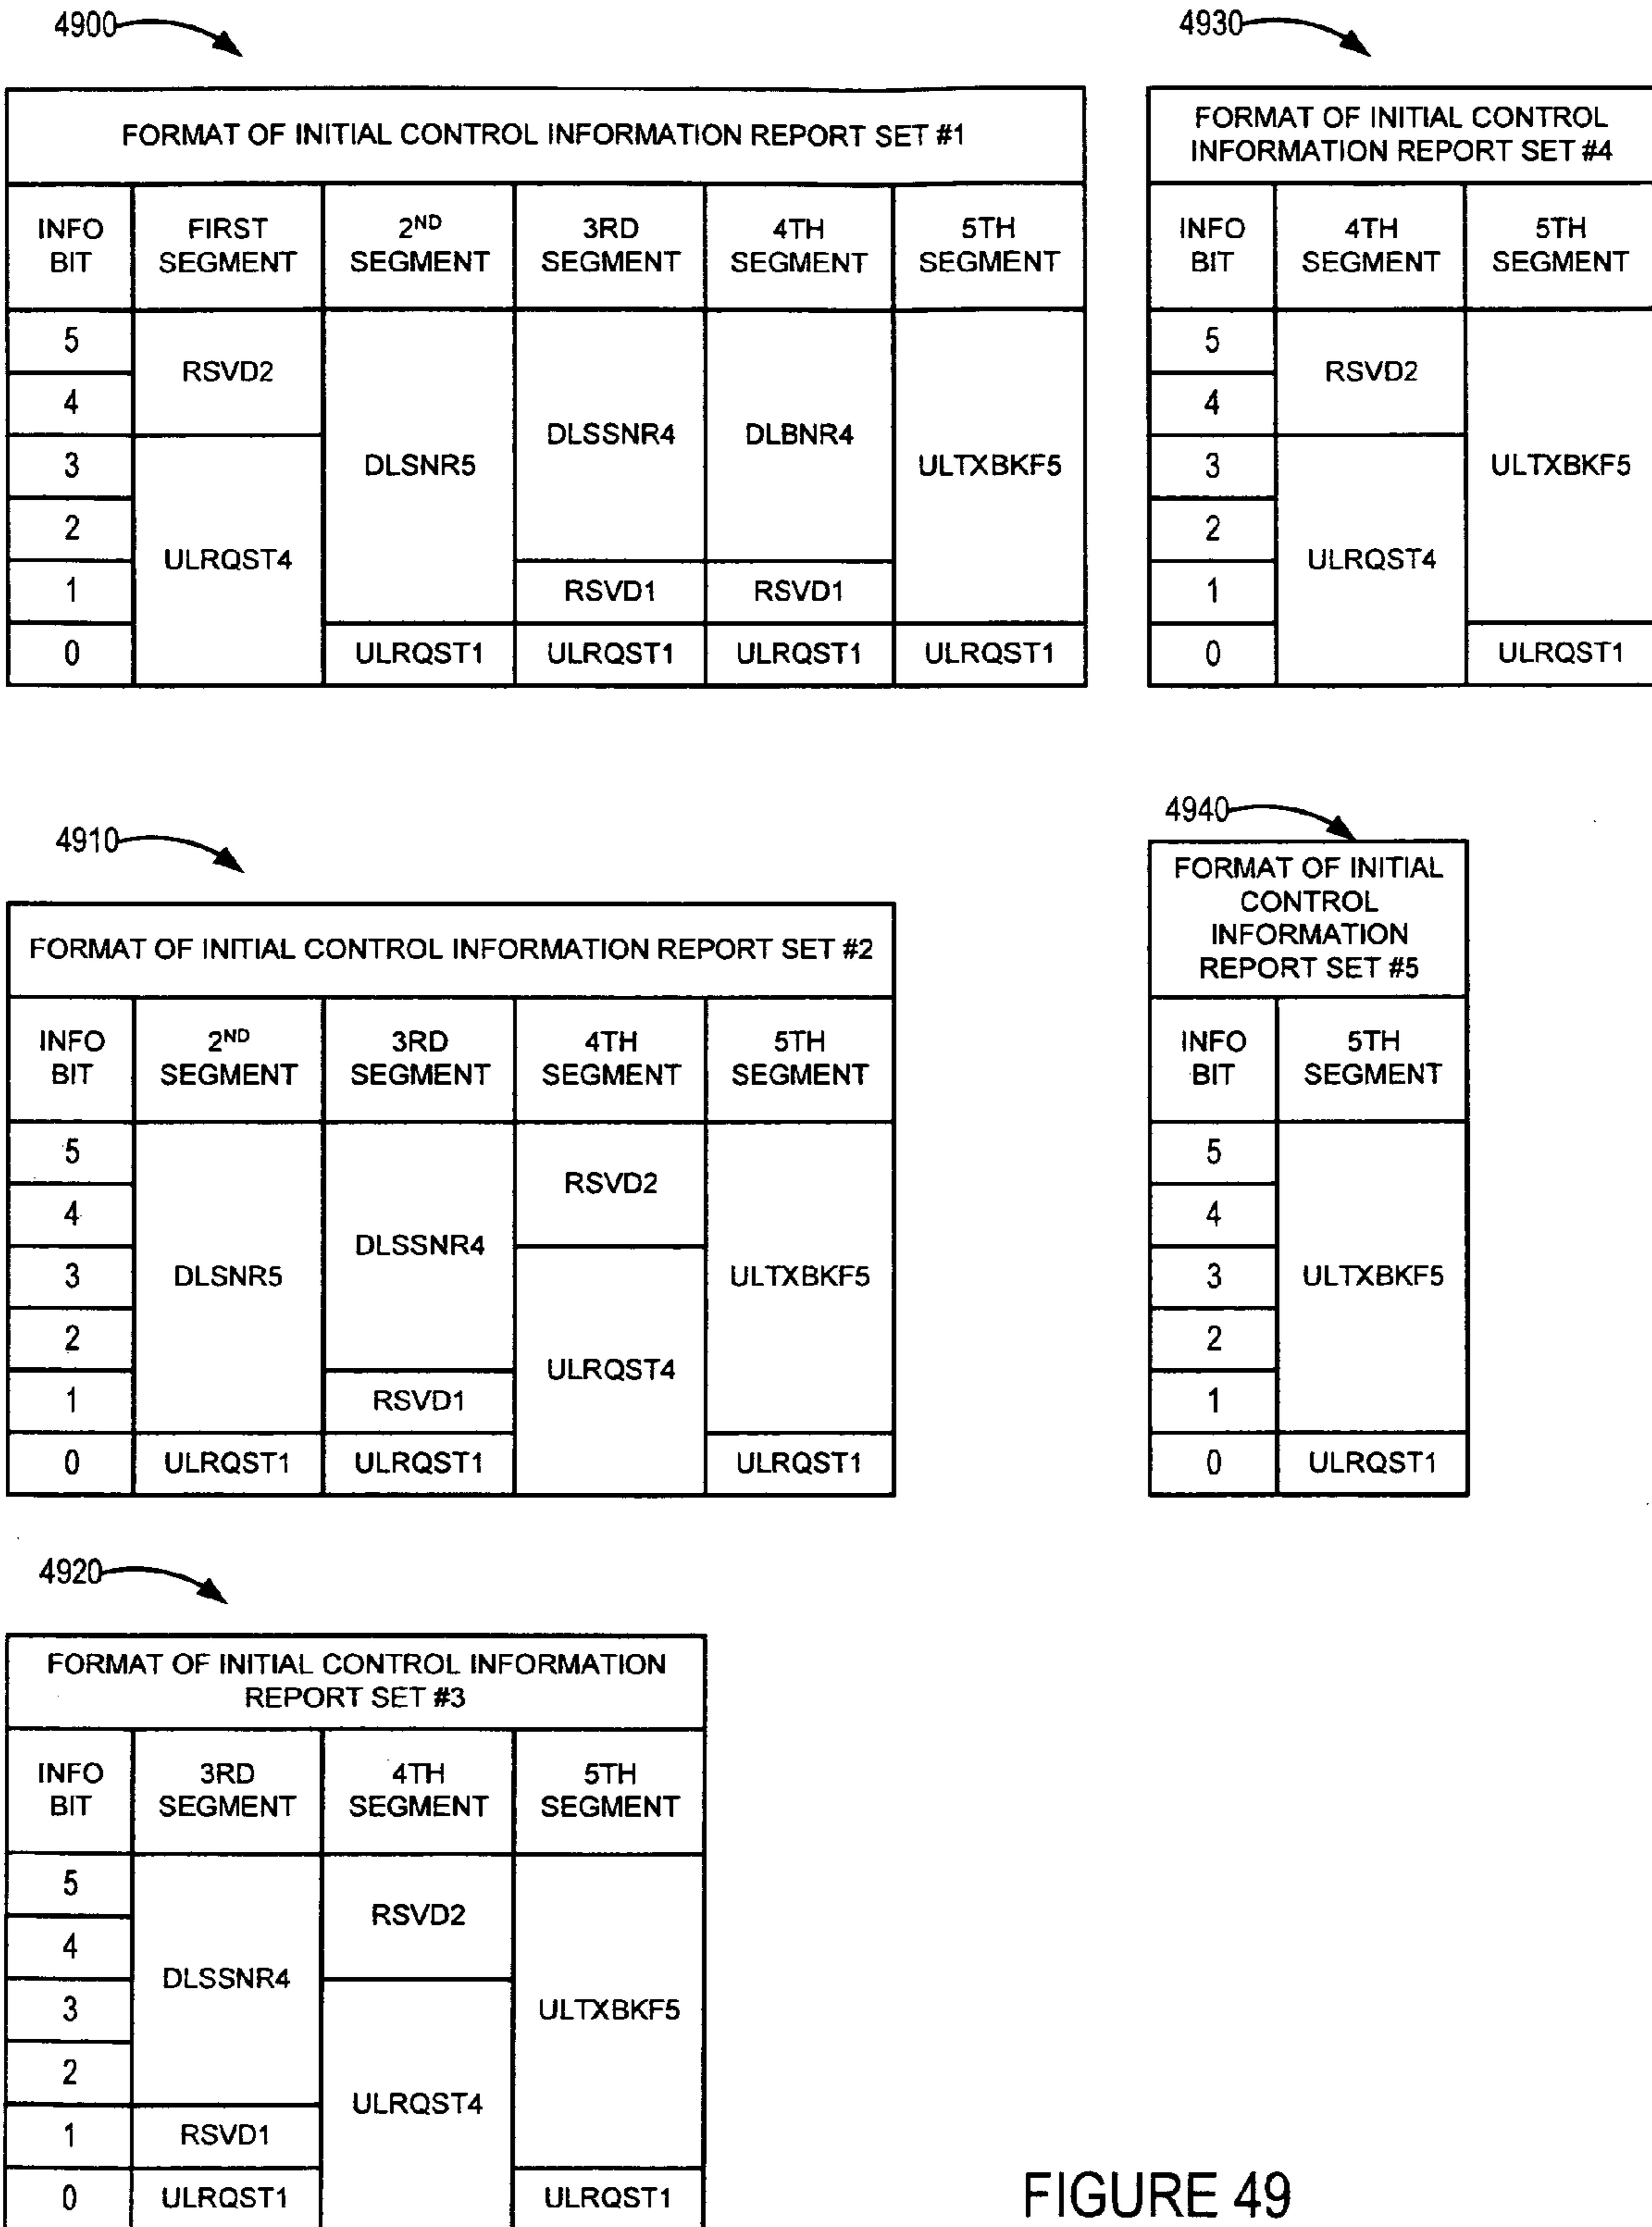 4900
FORMAT OF INITIAL CONTROL INFORMATION REPORT SET #1
INFO BIT
FIRST SEGMENT
2ND SEGMENT
3RD SEGMENT
4TH SEGMENT
5TH SEGMENT
5
4
3
2
1
0
RSVD2
ULRQST4
DLSNR5
ULRQST1
DLSSNR4
RSVD1
ULRQST1
DLBNR4
RSVD1
ULRQST1
ULTXBKF5
ULRQST1
4930
FORMAT OF INITIAL CONTROL
INFORMATION REPORT SET #4
INFO BIT
4TH SEGMENT
5TH SEGMENT
5
4
3
2
1
0
RSVD2
ULRQST4
ULTXBKF5
ULRQST1
4910
FORMAT OF INITIAL CONTROL INFORMATION REPORT SET #2
INFO BIT
2ND SEGMENT
3RD SEGMENT
4TH SEGMENT
5TH SEGMENT
5
4
3
2
1
0
DLSNR5
ULRQST1
DLSSNR4
RSVD1
ULRQST1
RSVD2
ULRQST4
ULTXBKF5
ULRQST1
4940
FORMAT OF INITIAL
CONTROL
INFORMATION
REPORT SET #5
INFO BIT
5TH SEGMENT
5
4
3
2
1
0
ULTXBKF5
ULRQST1
4920
FORMAT OF INITIAL CONTROL INFORMATION
REPORT SET #3
INFO BIT
3RD SEGMENT
4TH SEGMENT
5TH SEGMENT
5
4
3
2
1
0
DLSSNR4
RSVD1
ULRQST1
RSVD2
ULRQST4
ULTXBKF5
ULRQST1
FIGURE 49